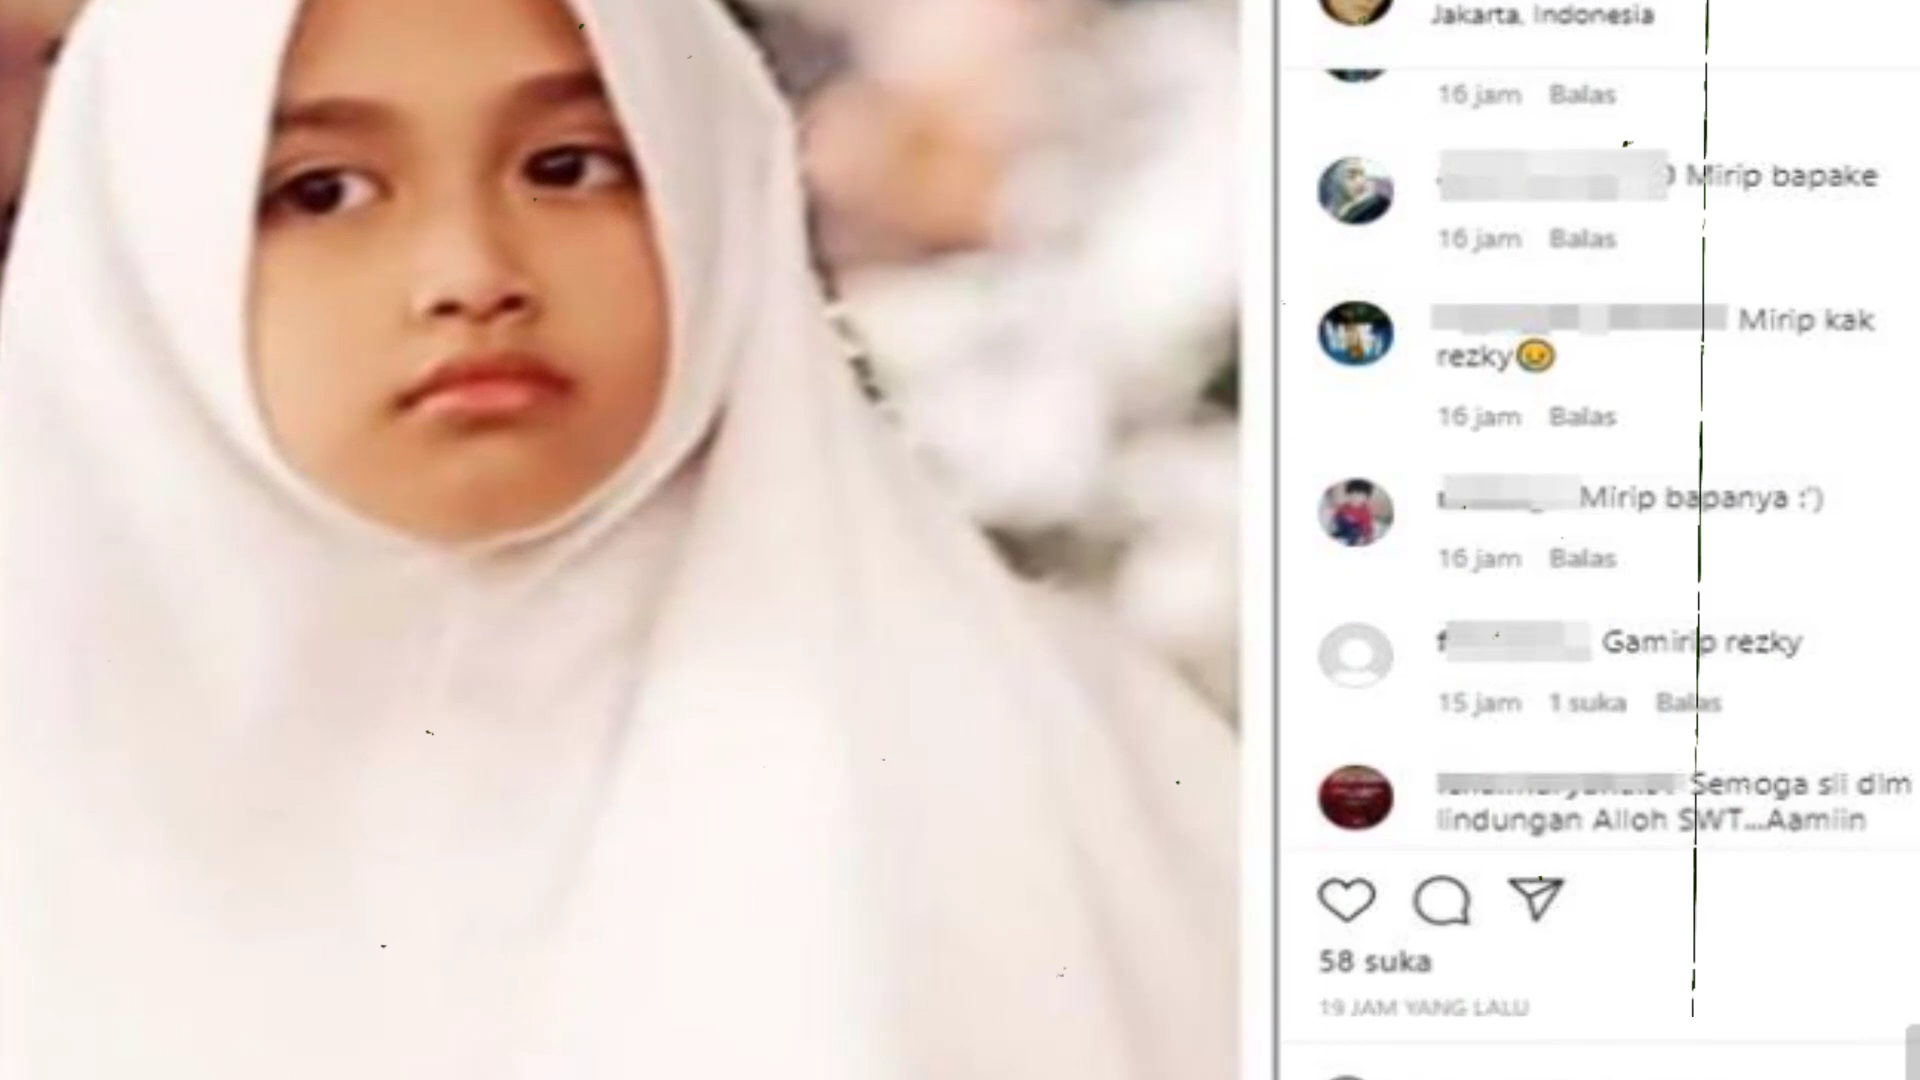 Jakarta, Indonesia
16 jam Balas
Mirip bapake
16 jam Balas
Mirip kak
rezky
16 jam Balas
Mirip bapanya :')
16 jam Balas
Gamirip rezky
15 jam 1 suka Balas
Semoga sll dlm
lindungan Alloh SWT...Aamiin
58 suka
19 JAM YANG LALU